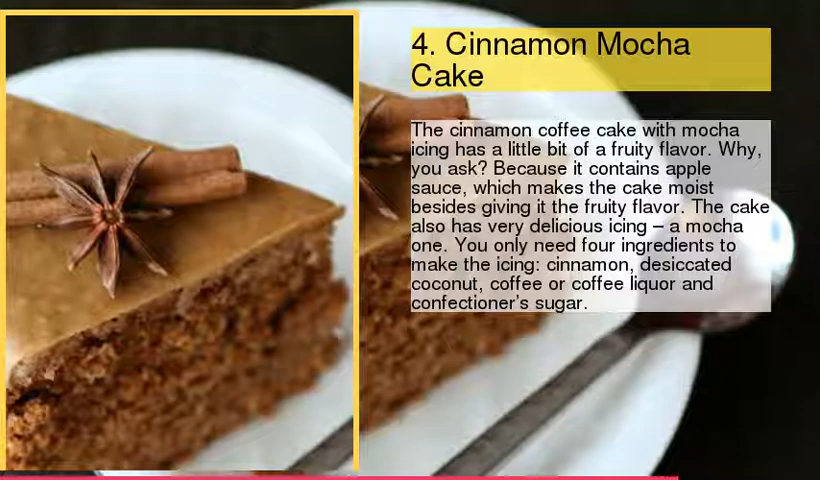 4. Cinnamon Mocha
Cake
The cinnamon coffee cake with mocha
icing has a little bit of a fruity flavor. Why,
you ask? Because it contains apple
sauce, which makes the cake moist
besides giving it the fruity flavor. The cake
also has very delicious icing – a mocha
one. You only need four ingredients to
make the icing: cinnamon, desiccated
coconut, coffee or coffee liquor and
confectioner's sugar.